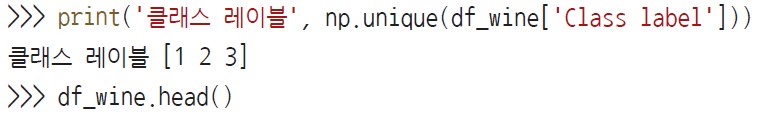 >>> print('클래스 레이블', np.unique(df_wine['Class label']))
클래스 레이블 [1 2 3]
>>> df_wine.head()